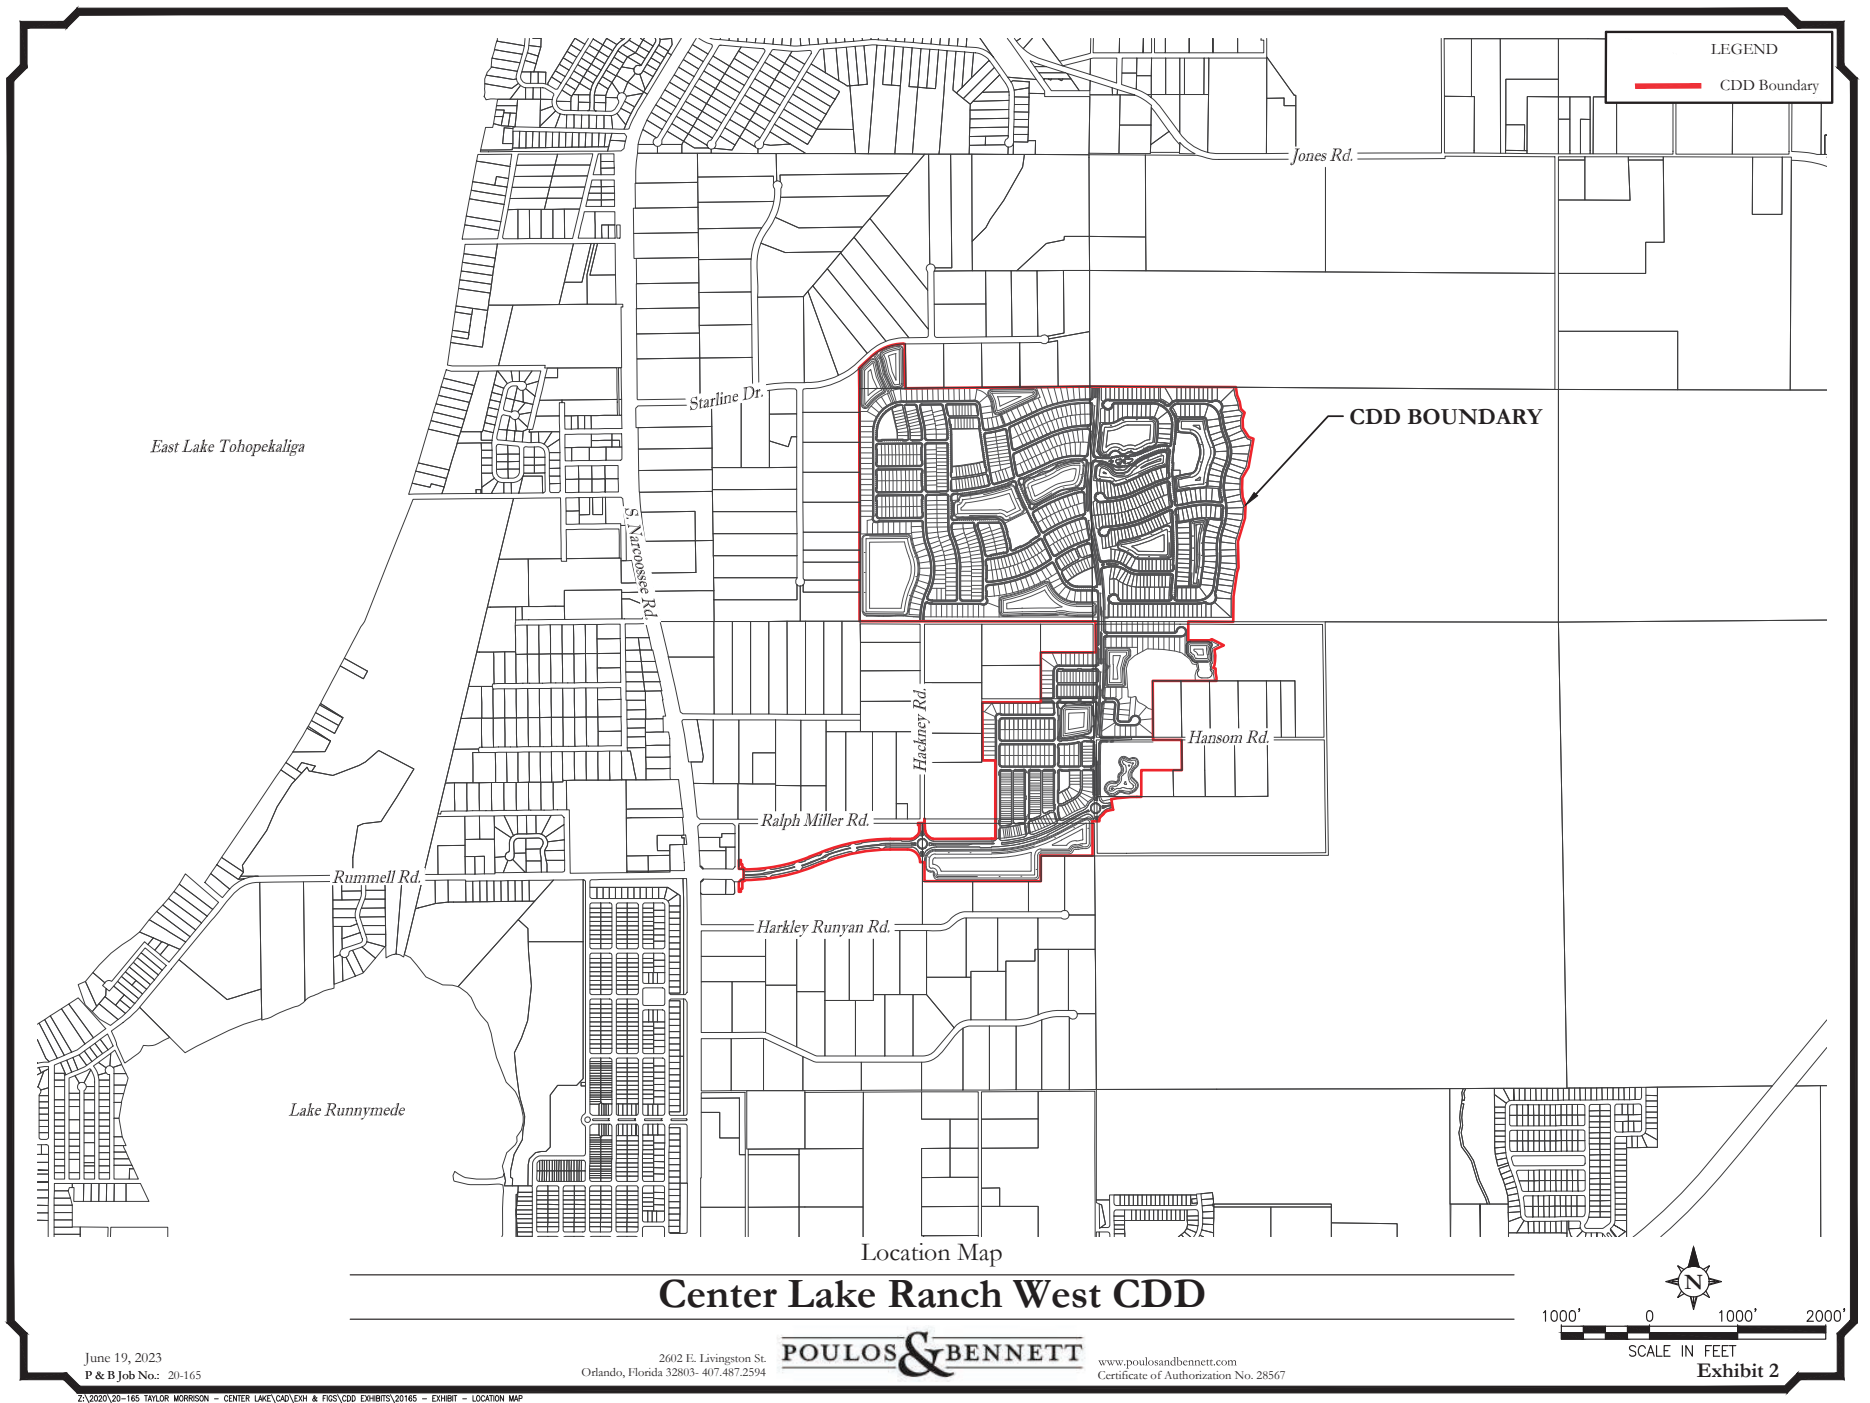 LEGEND
CDD Boundary
Jones Rd.
Starline Dr.
CDD BOUNDARY
East Lake Tohopekaliga
S. Narcoossee Rd.
Hackney Rd.
Hansom Rd.
Ralph Miller Rd.
Rummell Rd.
Harkley Runyan Rd.
Lake Runnymede
Location Map
Center Lake Ranch West CDD
N
1000' 0 1000' 2000'
SCALE IN FEET
Exhibit 2
June 19, 2023
P & B Job No.: 20-165
2602 E. Livingston St.
Orlando, Florida 32803- 407.487.2594
POULOS & BENNETT
www.poulosandbennett.com
Certificate of Authorization No. 28567
Z:\2020\20-165 TAYLOR MORRISON - CENTER LAKE\CAD\EXH & FIGS\CDD EXHIBITS\20165 - EXHIBIT - LOCATION MAP